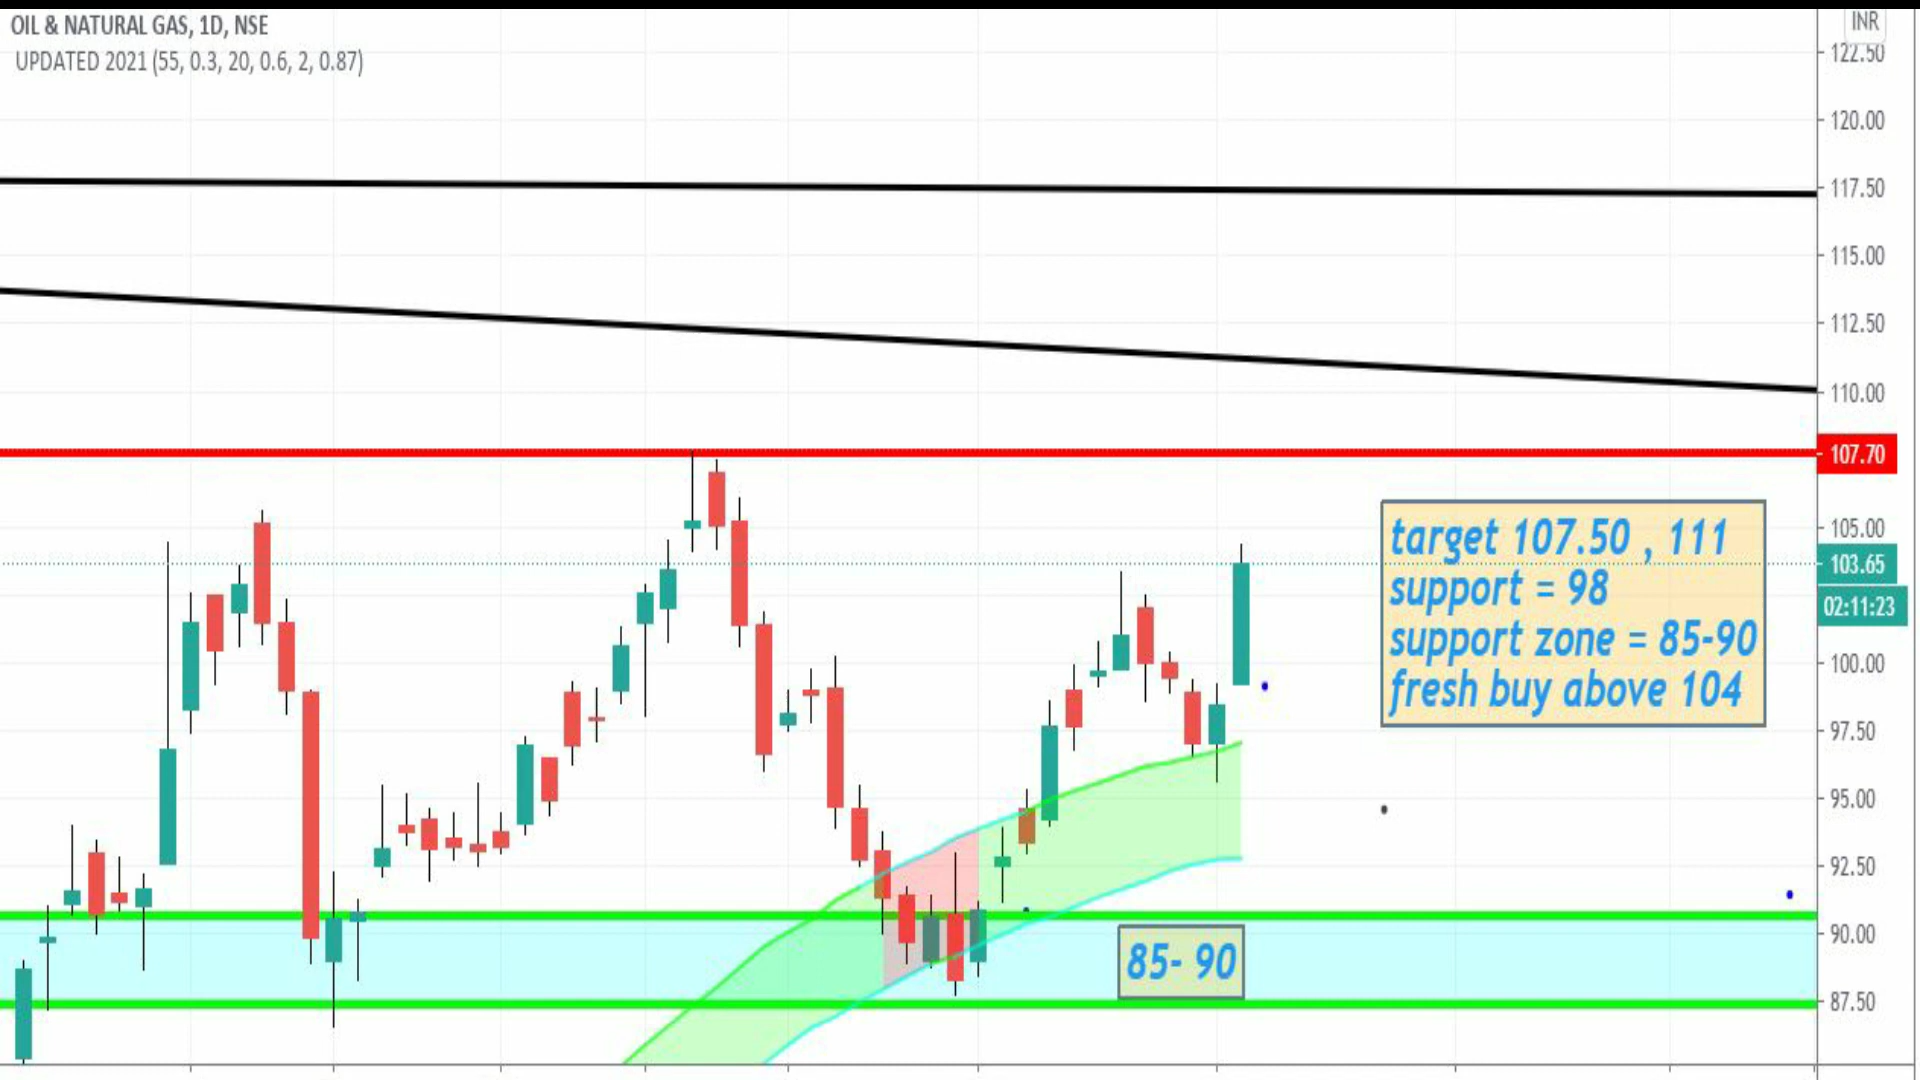 OIL & NATURAL GAS, 1D, NSE
UPDATED 2021 (55, 0.3, 20, 0.6, 2, 0.87)
INR
122.50
120.00
117.50
115.00
112.50
110.00
107.70
105.00
103.65
02:11:23
100.00
97.50
95.00
92.50
90.00
87.50
target 107.50 , 111
support = 98
support zone = 85-90
fresh buy above 104
85- 90